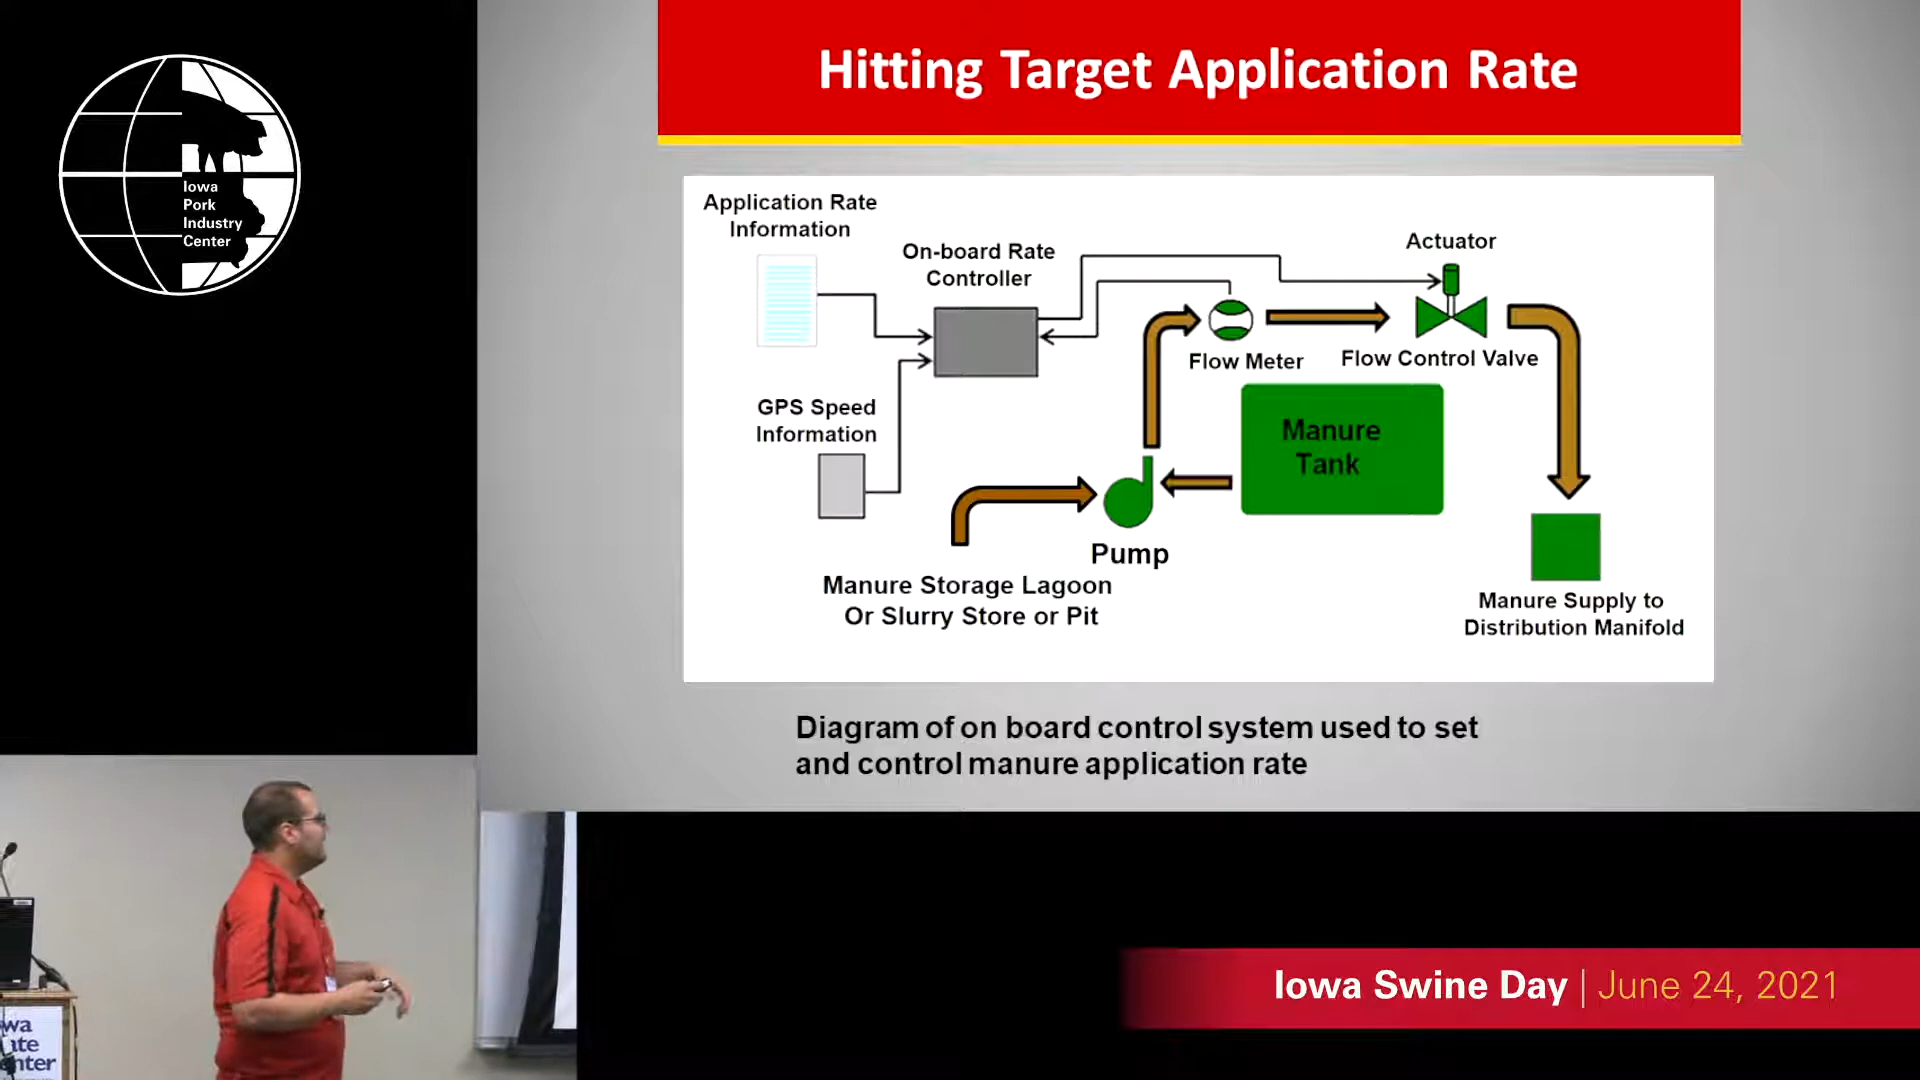 Iowa
Pork
Industry
Center
Hitting Target Application Rate
Application Rate
Information
On-board Rate
Controller
Actuator
Flow Meter
Flow Control Valve
GPS Speed
Information
Manure
Tank
Pump
Manure Storage Lagoon
Or Slurry Store or Pit
Manure Supply to
Distribution Manifold
Diagram of on board control system used to set
and control manure application rate
Iowa Swine Day | June 24, 2021